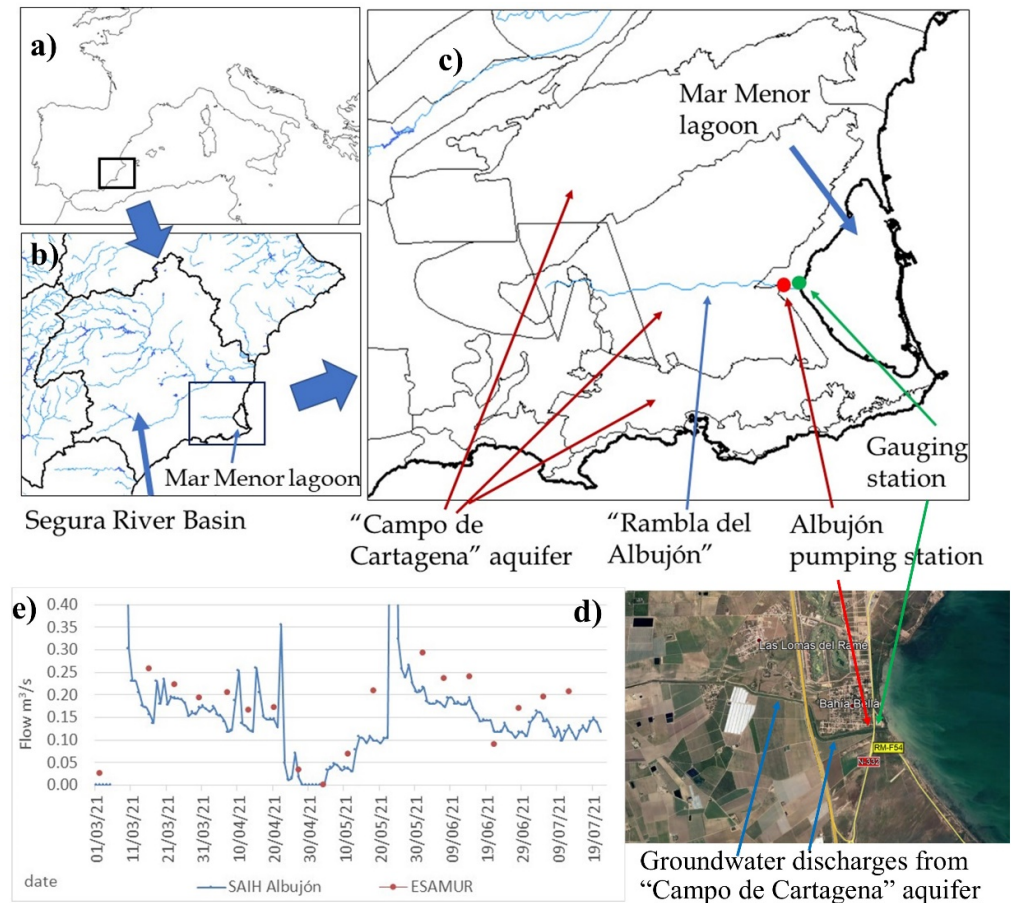 a)
b)
Mar Menor lagoon
Segura River Basin
c)
Mar Menor
lagoon
Gauging
station
"Campo de
Cartagena" aquifer
"Rambla del
Albujón"
Albujón
pumping station
e)
Flow m³/s
0.40
0.35
0.30
0.25
0.20
0.15
0.10
0.05
0.00
01/03/21
11/03/21
21/03/21
31/03/21
10/04/21
20/04/21
30/04/21
10/05/21
20/05/21
30/05/21
09/06/21
19/06/21
29/06/21
09/07/21
19/07/21
date
SAIH Albujón
ESAMUR
d)
Las Lomas del Rame
Bahia Bella
RM-F54
N-332
Groundwater discharges from
"Campo de Cartagena" aquifer